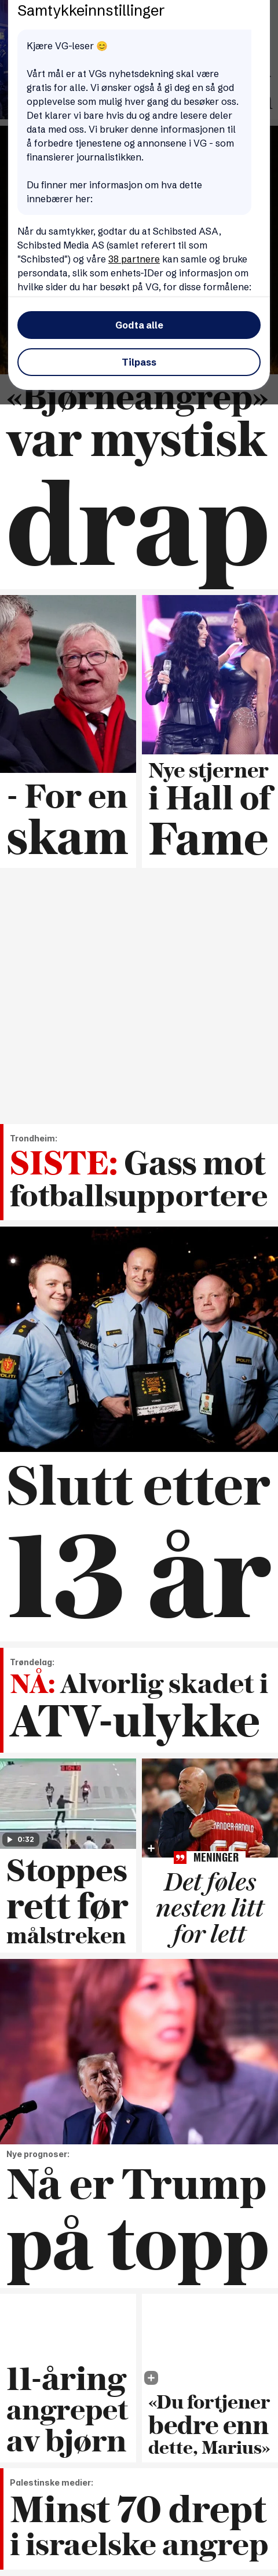 Samtykkeinnstillinger
Kjære VG-leser 😊
Vårt mål er at VGs nyhetsdekning skal være
gratis for alle. Vi ønsker også å gi deg en så god
opplevelse som mulig hver gang du besøker oss.
Det klarer vi bare hvis du og andre lesere deler
data med oss. Vi bruker denne informasjonen til
å forbedre tjenestene og annonsene i VG - som
finansierer journalistikken.
Du finner mer informasjon om hva dette
innebærer her:
Når du samtykker, godtar du at Schibsted ASA,
Schibsted Media AS (samlet referert til som
"Schibsted") og våre 38 partnere kan samle og bruke
persondata, slik som enhets-IDer og informasjon om
hvilke sider du har besøkt på VG, for disse formålene:
Godta alle
Tilpass
«Bjørneangrep»
var mystisk
drap
- For en
skam
Nye stjerner
i Hall of
Fame
Trondheim:
SISTE: Gass mot
fotballsupportere
POLITI
Slutt etter
13 år
Trøndelag:
NÅ: Alvorlig skadet i
ATV-ulykke
0:32
Stoppes
rett før
målstreken
MENINGER
Det føles
nesten litt
for lett
Nye prognoser:
Nå er Trump
på topp
11-åring
angrepet
av bjørn
«Du fortjener
bedre enn
dette, Marius»
Palestinske medier:
Minst 70 drept
i israelske angrep